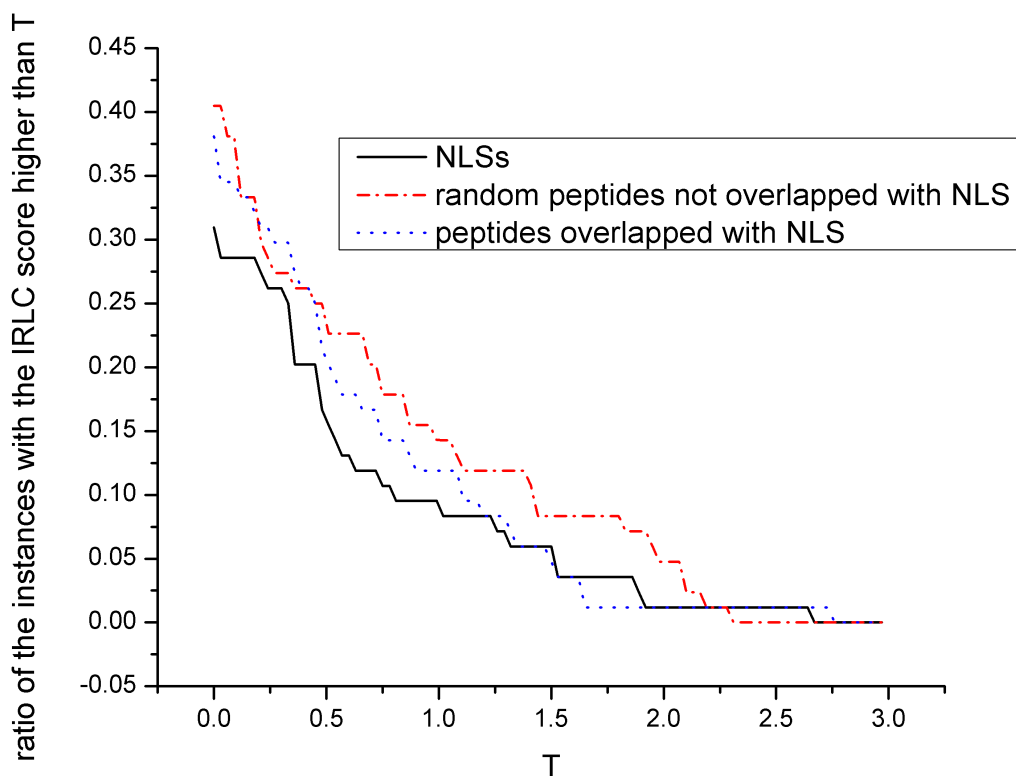 ratio of the instances with the IRLC score higher than T
0.45
0.40
0.35
0.30
0.25
0.20
0.15
0.10
0.05
0.00
-0.05
NLSs
random peptides not overlapped with NLS
peptides overlapped with NLS
0.0 0.5 1.0 1.5 2.0 2.5 3.0
T